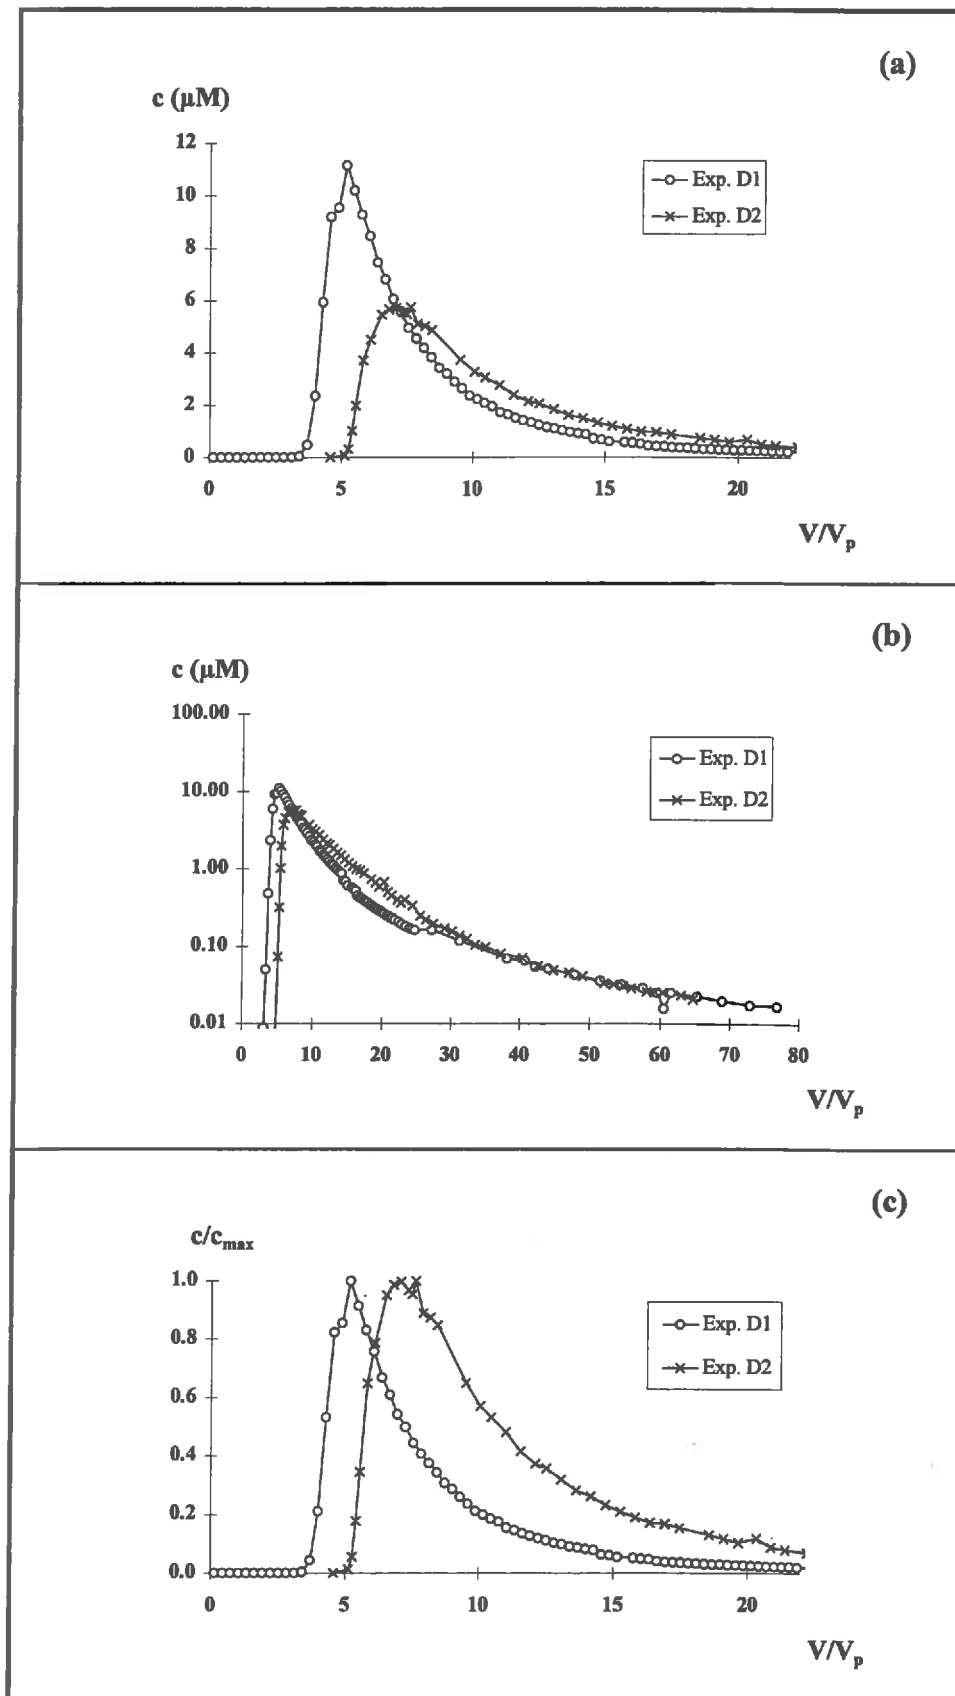 (a)
c (µM)
12
10
8
6
4
2
0
0 5 10 15 20
Exp. D1
Exp. D2
V/Vp
(b)
c (µM)
100.00
10.00
1.00
0.10
0.01
0 10 20 30 40 50 60 70 80
Exp. D1
Exp. D2
V/Vp
(c)
c/cmax
1.0
0.8
0.6
0.4
0.2
0.0
0 5 10 15 20
Exp. D1
Exp. D2
V/Vp